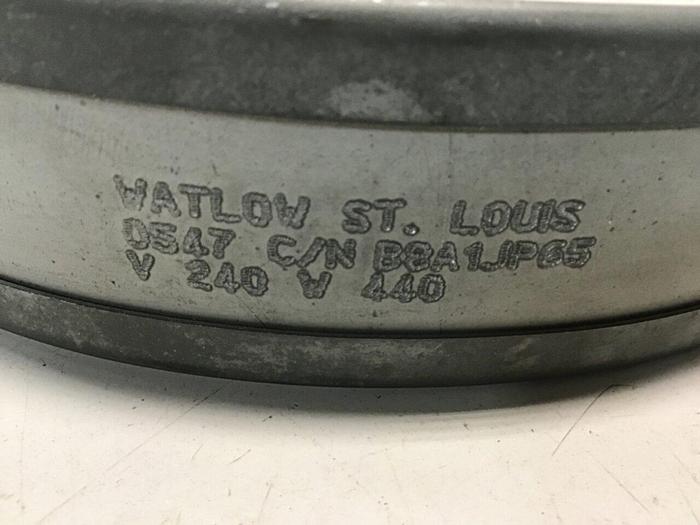 WATLOW ST. LOUIS
0547 C/N B8A1JP65
V 240 W 440